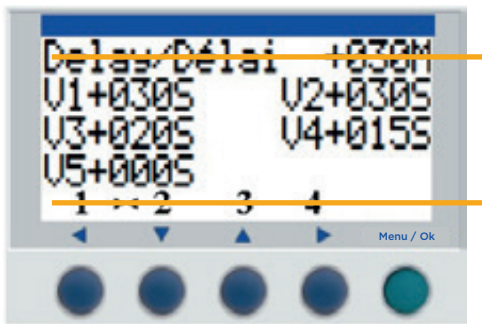 Delay/Délai +030M
V1+030S V2+030S
V3+020S V4+015S
V5+000S
1 >< 2 3 4
◀ ▼ ▲ ▶ Menu / Ok